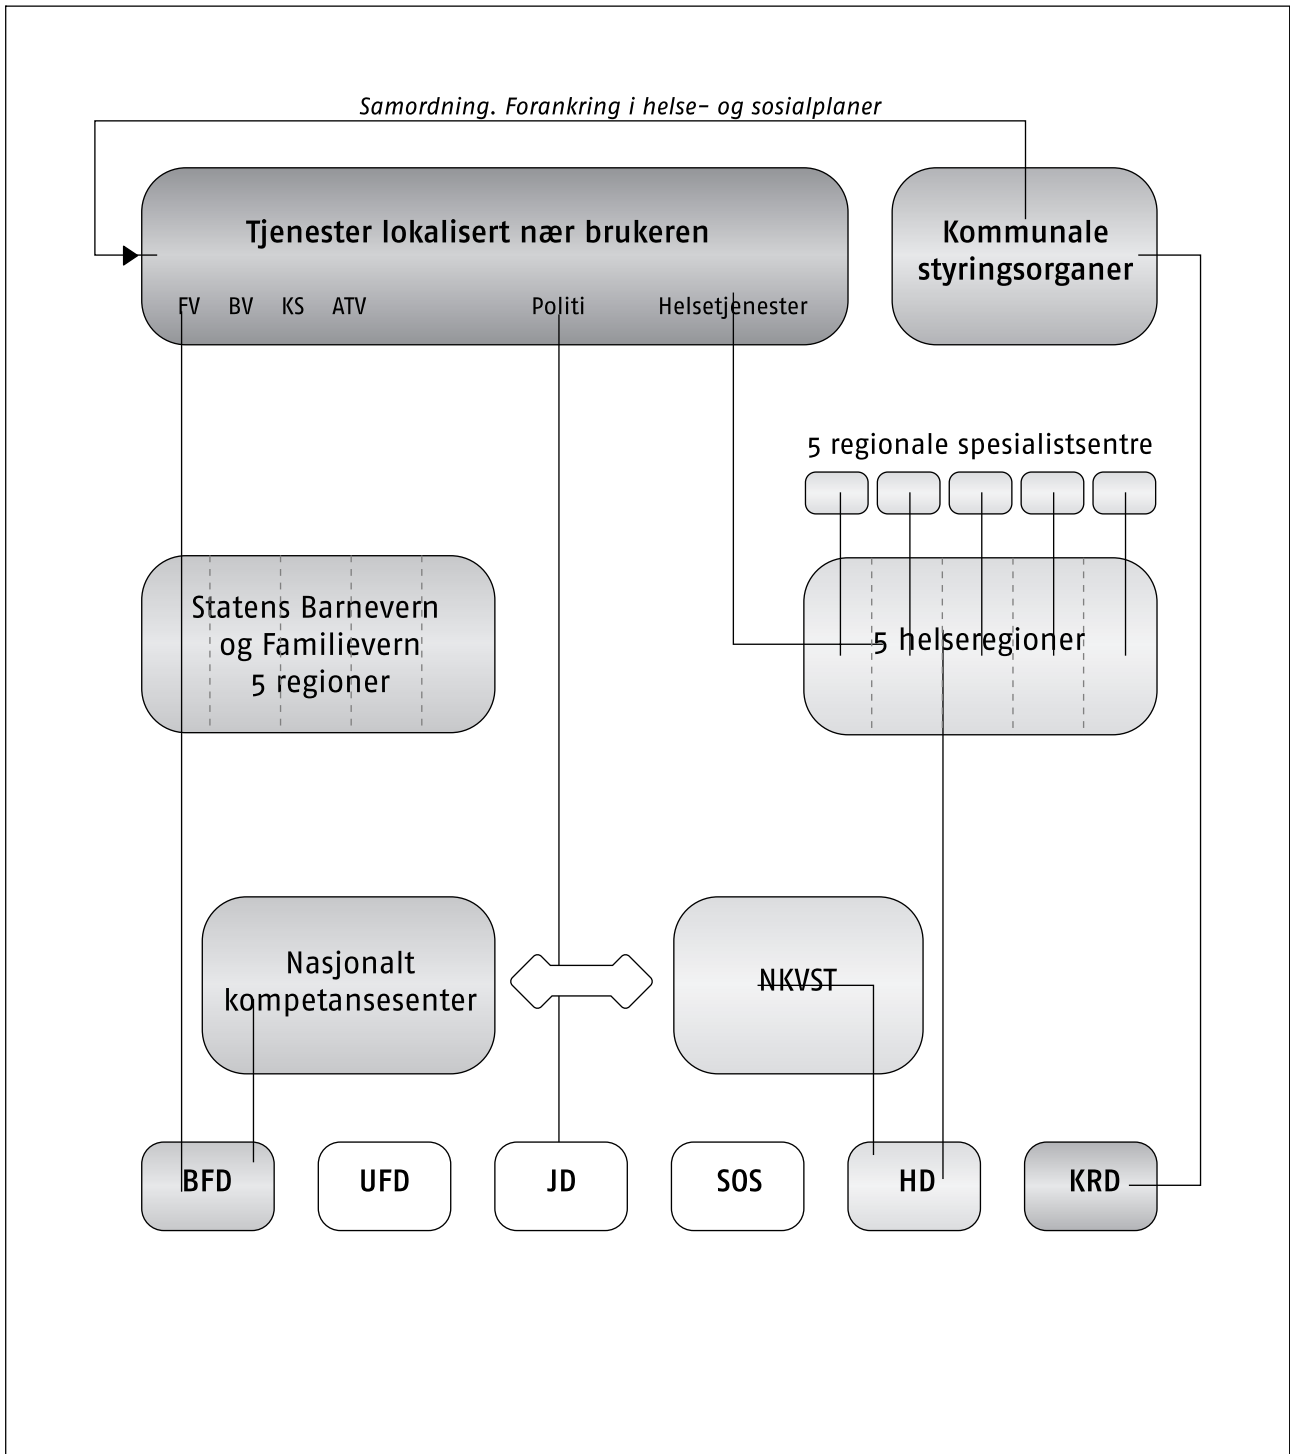 Samordning. Forankring i helse- og sosialplaner
Tjenester lokalisert nær brukeren
FV BV KS ATV Politi Helsetjenester
Kommunale
styringsorganer
5 regionale spesialistsentre
Statens Barnevern
og Familievern
5 regioner
5 helseregioner
Nasjonalt
kompetansesenter
NKVST
BFD UFD JD SOS HD KRD